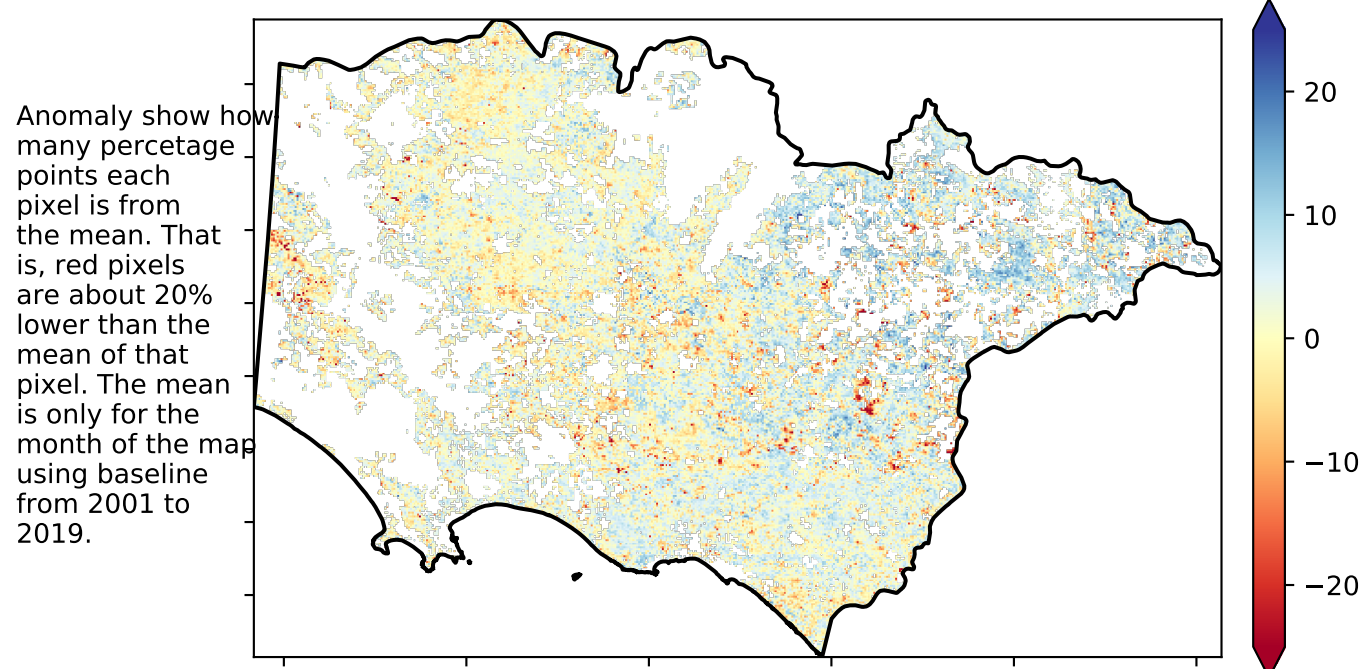 Anomaly show how
many percetage
points each
pixel is from
the mean. That
is, red pixels
are about 20%
lower than the
mean of that
pixel. The mean
is only for the
month of the map
using baseline
from 2001 to
2019.
20
10
0
−10
−20